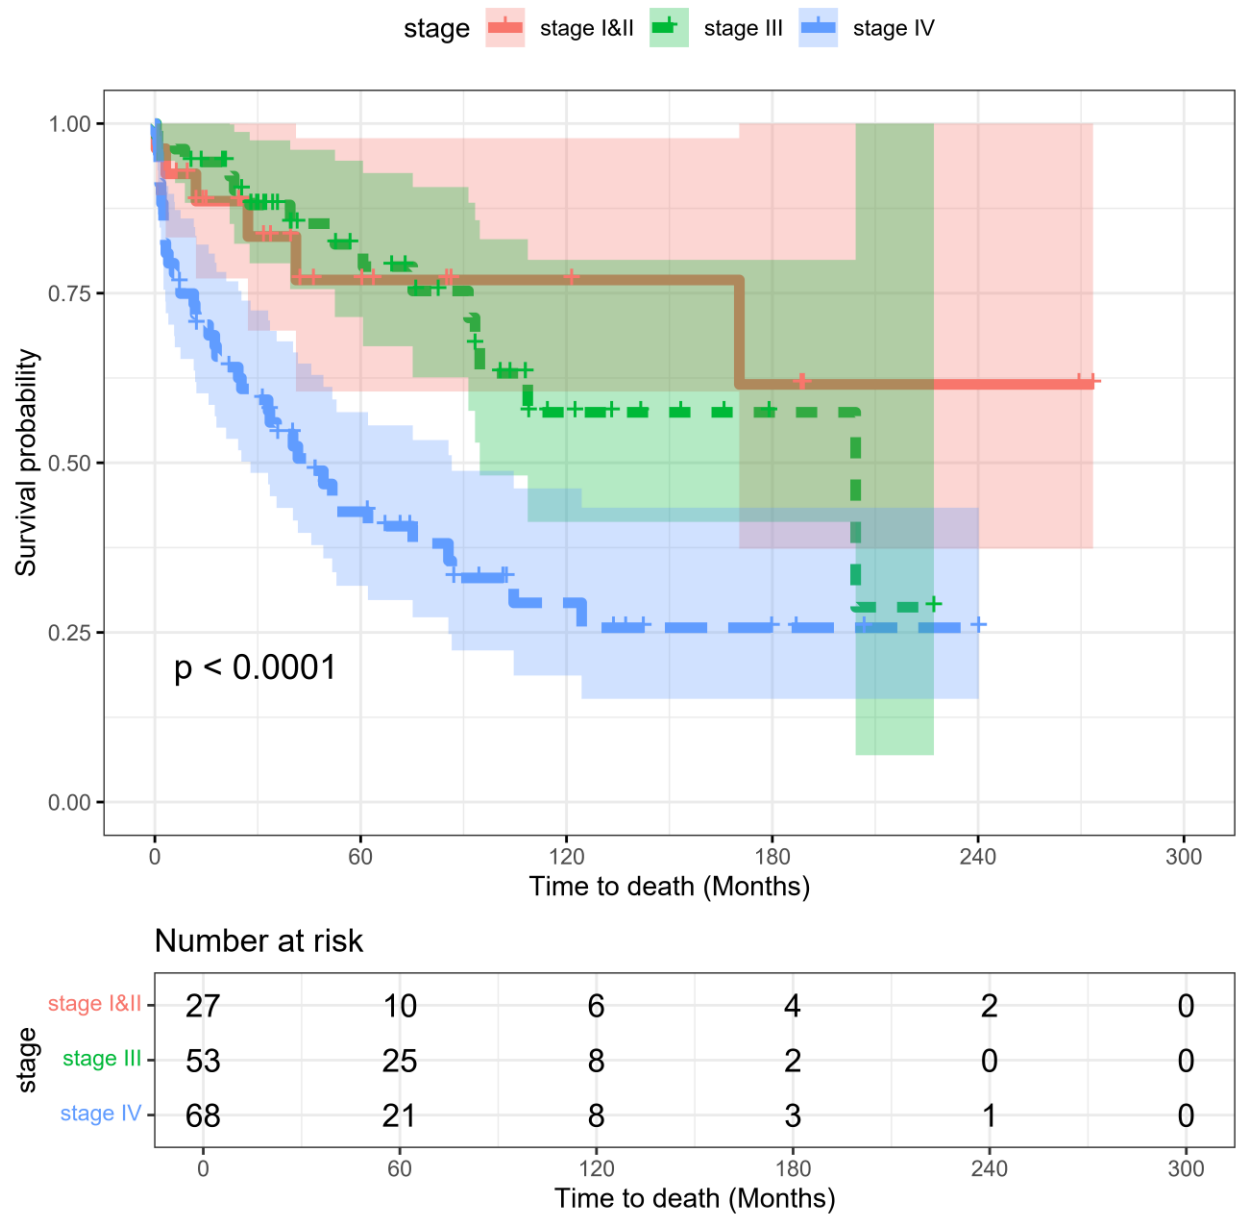 stage stage I&II stage III stage IV
1.00
0.75
0.50
0.25
0.00
Survival probability
p < 0.0001
0 60 120 180 240 300
Time to death (Months)
Number at risk
stage
stage I&II 27 10 6 4 2 0
stage III 53 25 8 2 0 0
stage IV 68 21 8 3 1 0
0 60 120 180 240 300
Time to death (Months)